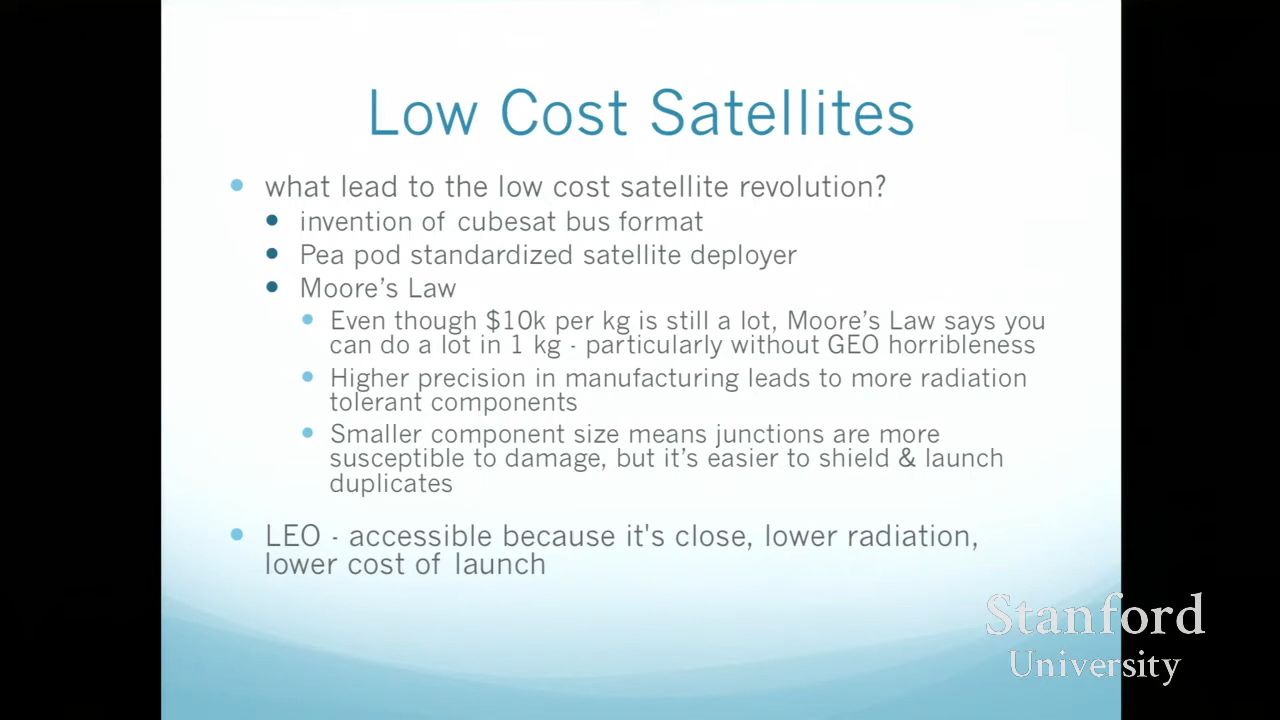 Low Cost Satellites
what lead to the low cost satellite revolution?
invention of cubesat bus format
Pea pod standardized satellite deployer
Moore's Law
Even though $10k per kg is still a lot, Moore's Law says you
can do a lot in 1 kg - particularly without GEO horribleness
Higher precision in manufacturing leads to more radiation
tolerant components
Smaller component size means junctions are more
susceptible to damage, but it's easier to shield & launch
duplicates
LEO - accessible because it's close, lower radiation,
lower cost of launch
Stanford
University